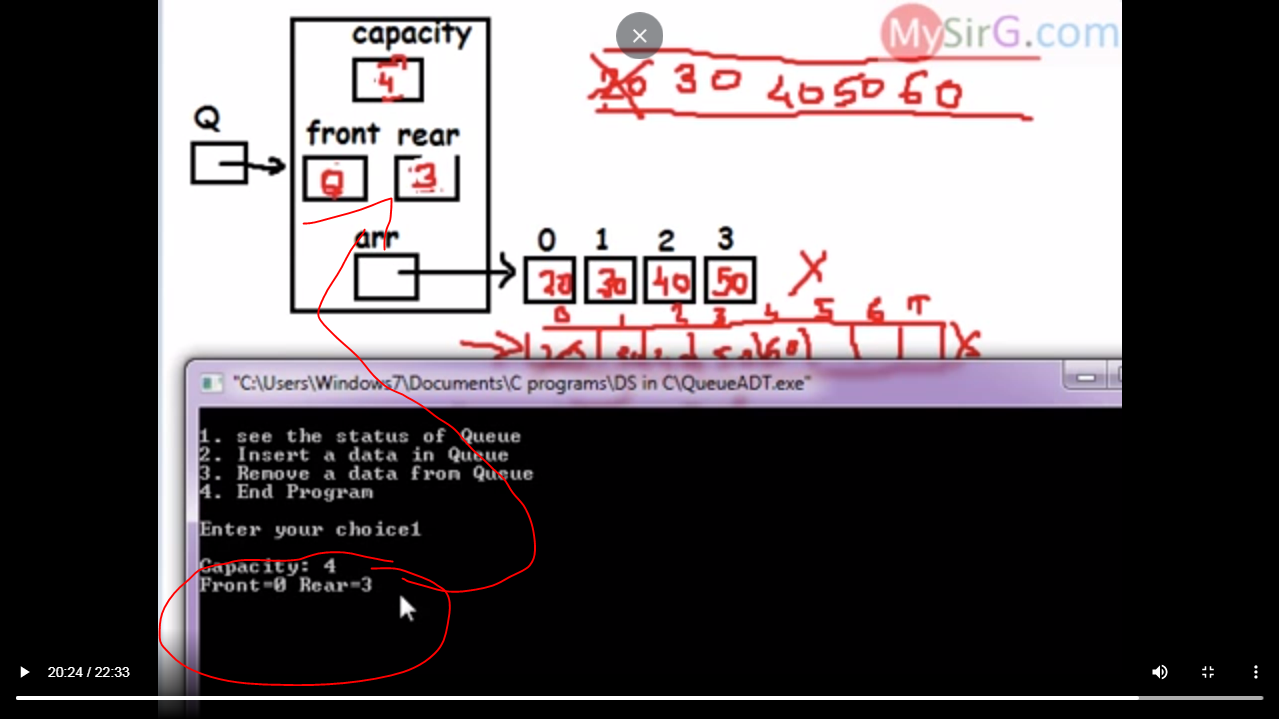 MySirG.com
capacity
4
20 30 40 50 60
Q
front rear
0 3
arr
0 1 2 3
20 30 40 50 X
0 1 2 3 4 5 6 7
"C:\Users\Windows7\Documents\C programs\DS in C\QueueADT.exe"
1. see the status of Queue
2. Insert a data in Queue
3. Remove a data from Queue
4. End Program
Enter your choice1
Capacity: 4
Front=0 Rear=3
20:24 / 22:33